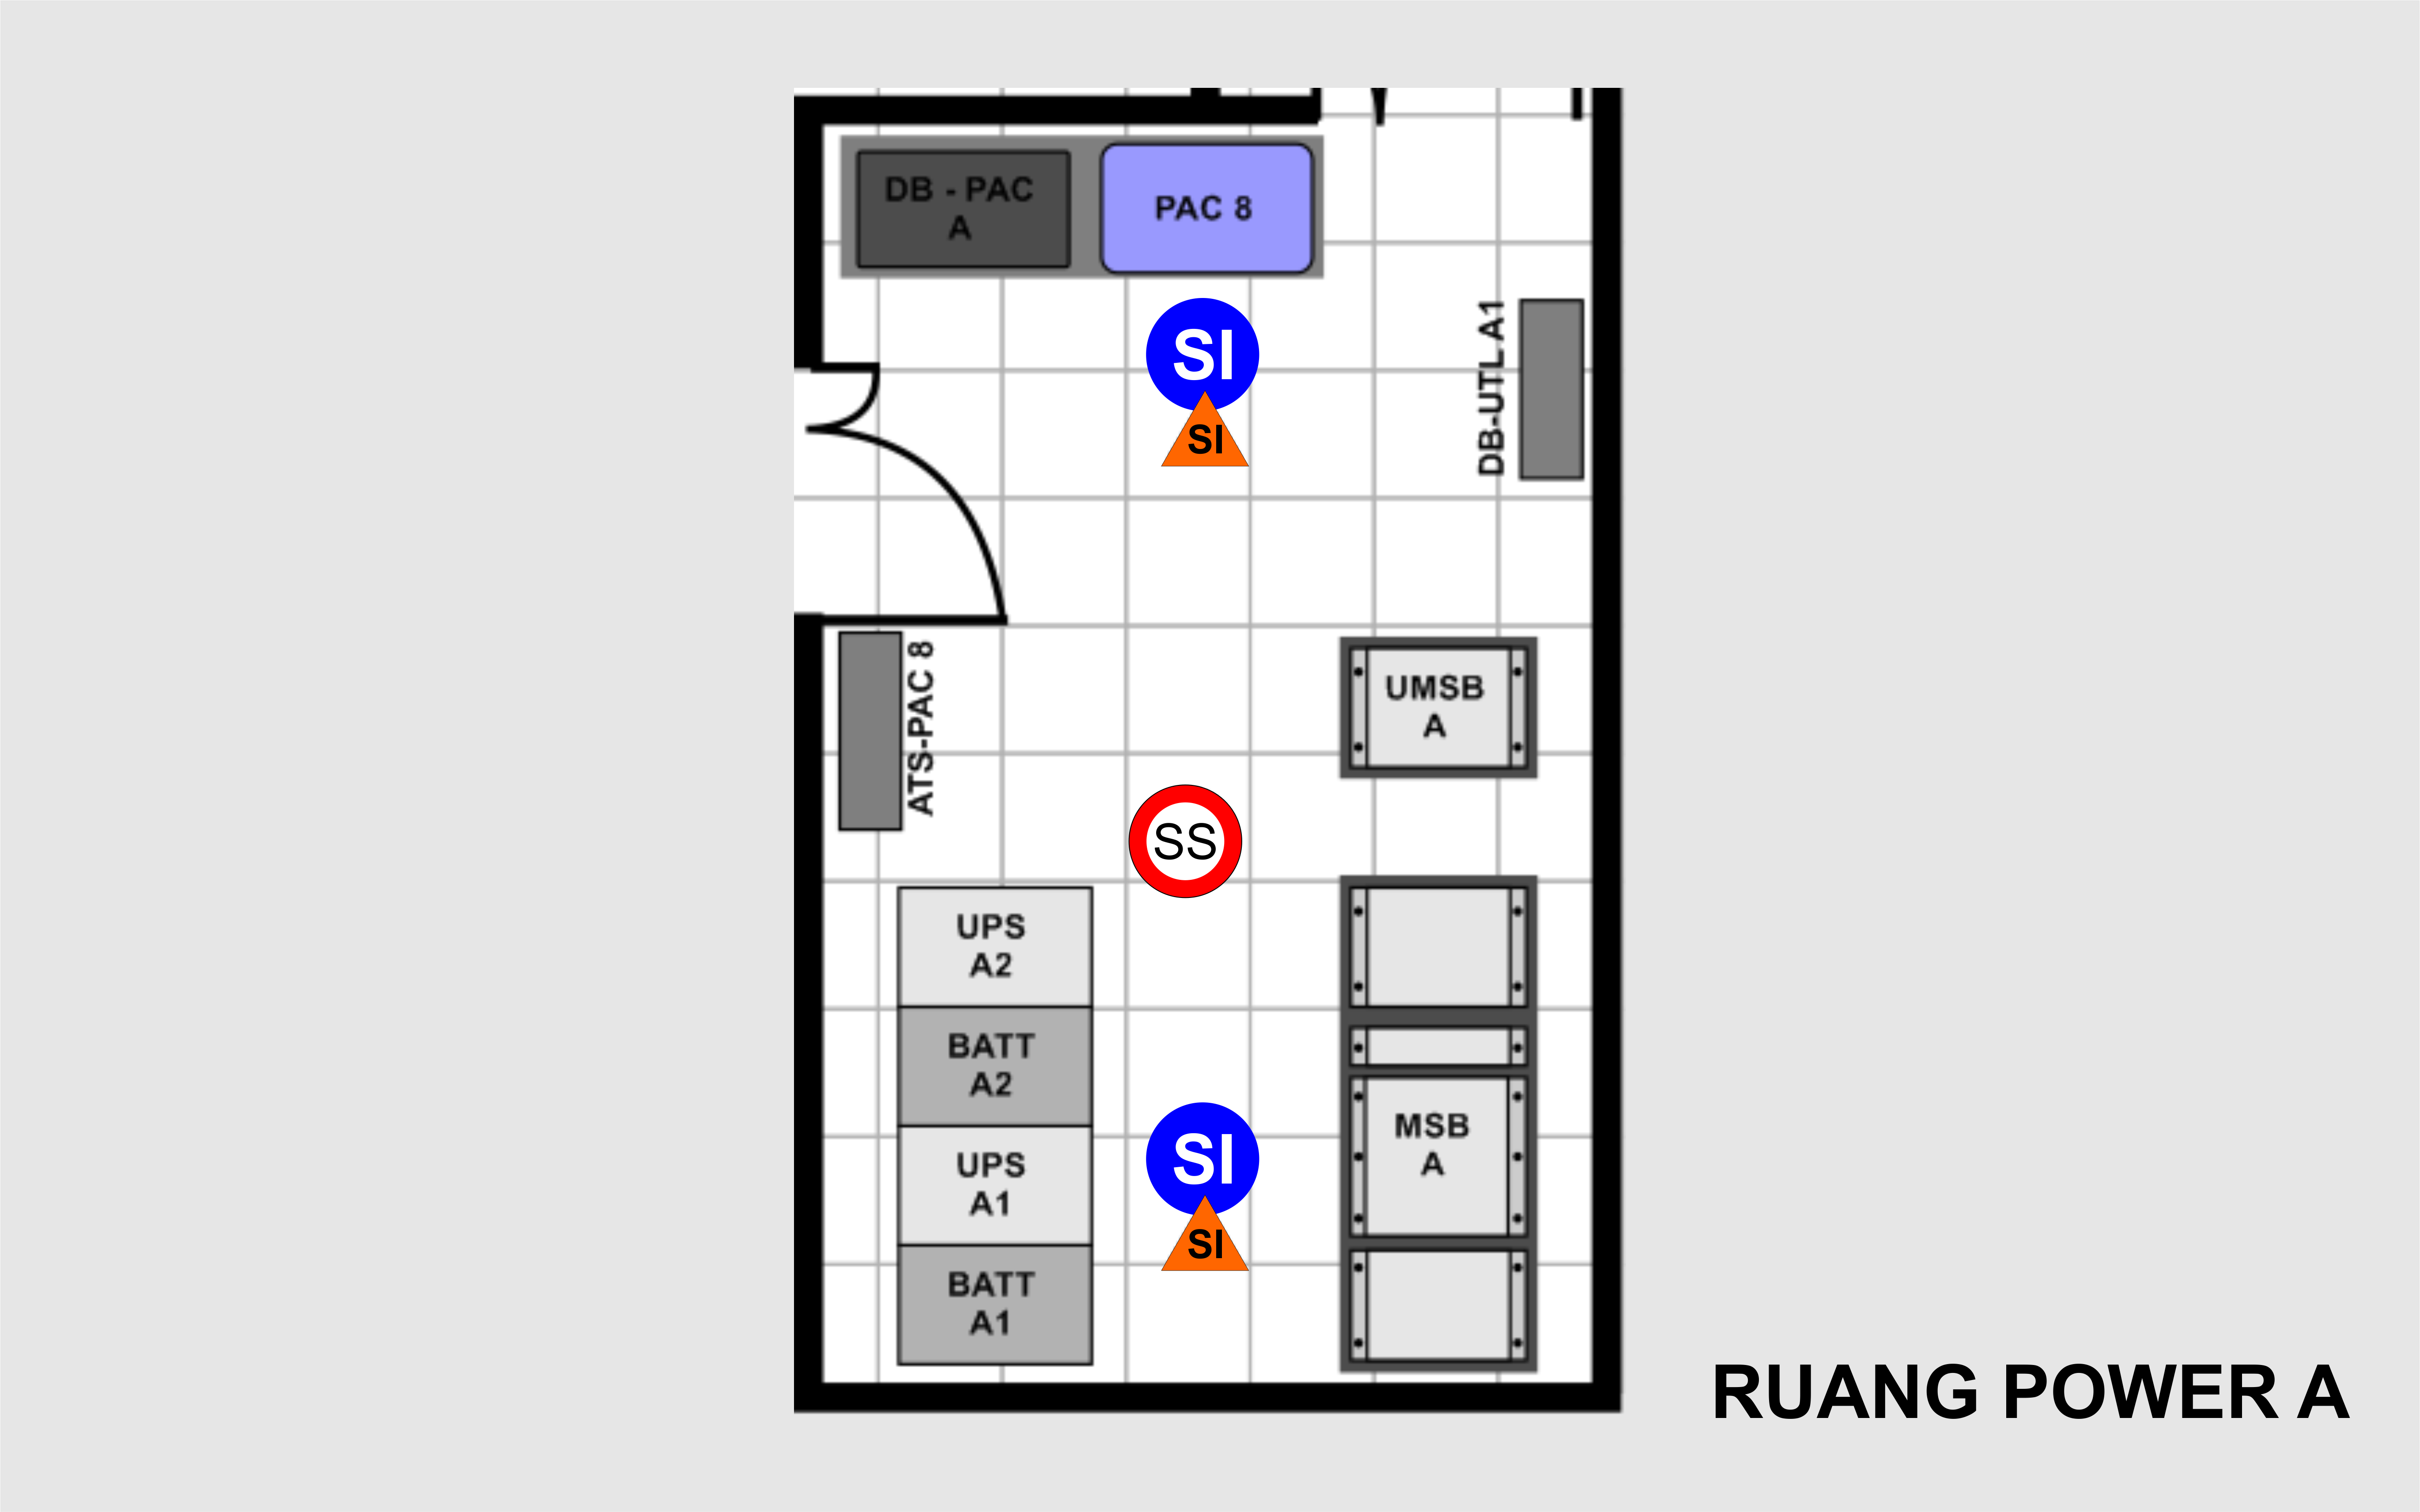 DB - PAC
A
PAC 8
SI
SI
DB-UTL A1
ATS-PAC 8
UMSB
A
SS
UPS
A2
BATT
A2
UPS
A1
BATT
A1
SI
SI
MSB
A
RUANG POWER A